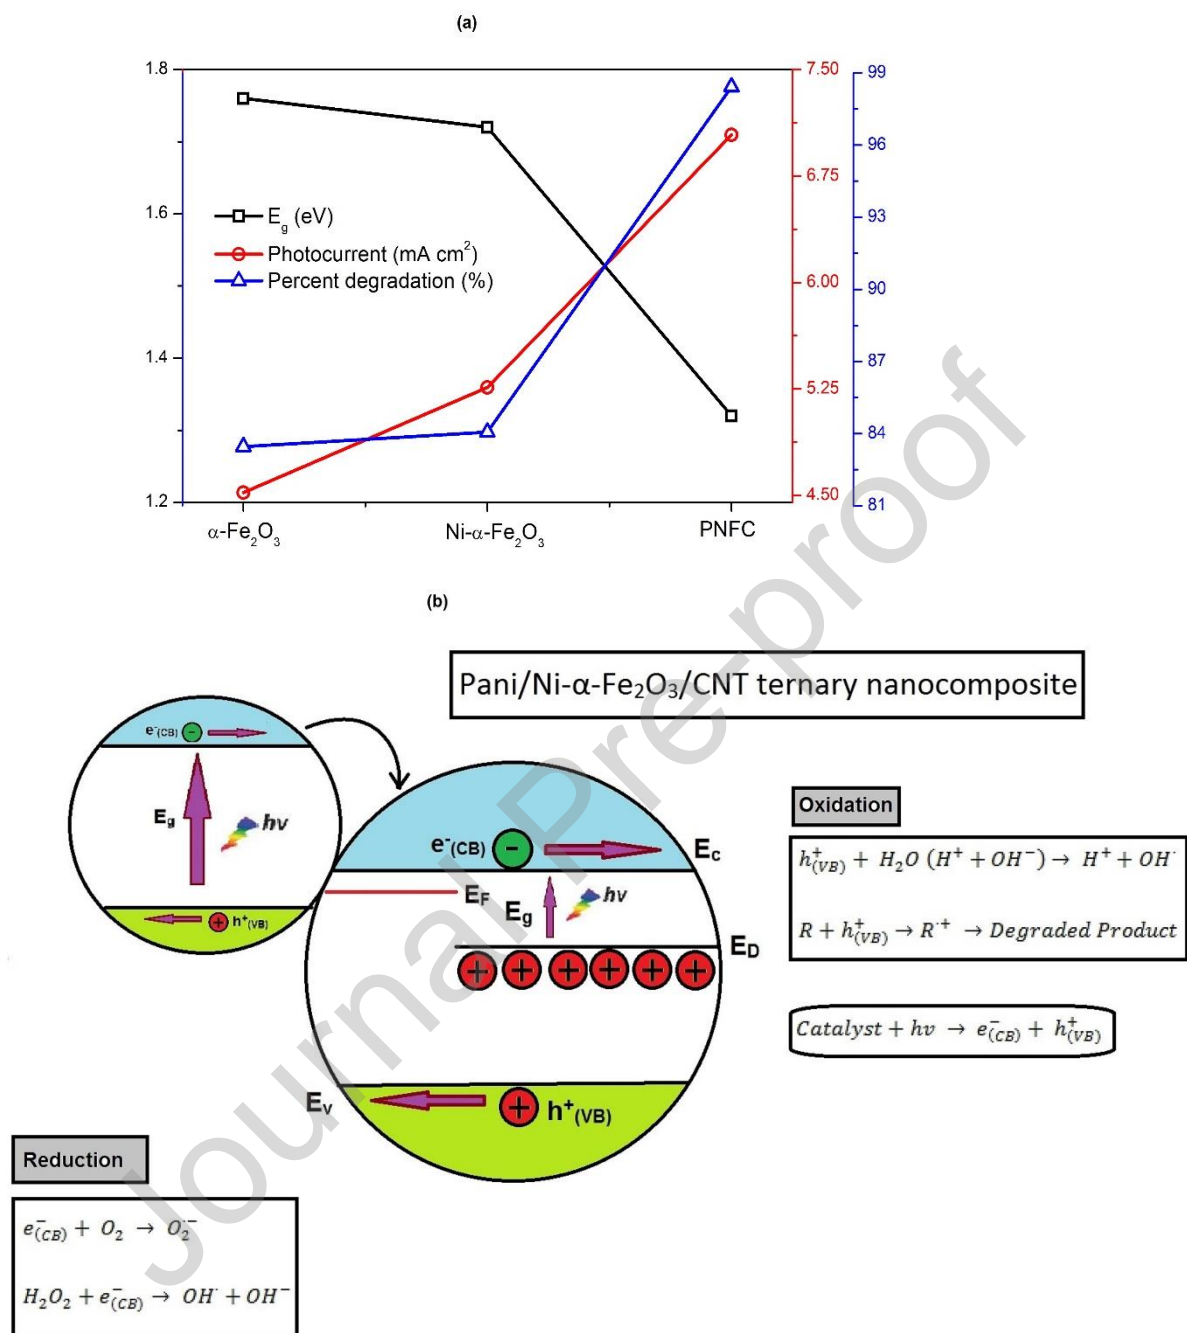 (a)
1.8
1.6
1.4
1.2
7.50
6.75
6.00
5.25
4.50
99
96
93
90
87
84
81
E_g (eV)
Photocurrent (mA cm²)
Percent degradation (%)
α-Fe₂O₃
Ni-α-Fe₂O₃
PNFC
(b)
Pani/Ni-α-Fe₂O₃/CNT ternary nanocomposite
e⁻(CB) −
E_g
hν
h⁺(VB) +
e⁻(CB) −
E_c
E_F
E_g
hν
E_D
+ + + + + +
E_v
+ h⁺(VB)
Oxidation
h⁺(VB) + H₂O (H⁺ + OH⁻) → H⁺ + OH˙
R + h⁺(VB) → R˙⁺ → Degraded Product
Catalyst + hν → e⁻(CB) + h⁺(VB)
Reduction
e⁻(CB) + O₂ → O₂˙⁻
H₂O₂ + e⁻(CB) → OH˙ + OH⁻
Journal Pre-proof